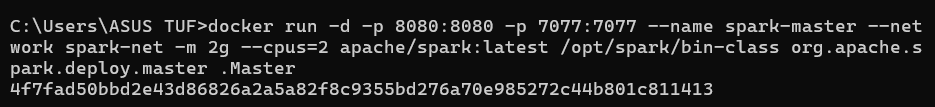 C:\Users\ASUS TUF>docker run -d -p 8080:8080 -p 7077:7077 --name spark-master --net
work spark-net -m 2g --cpus=2 apache/spark:latest /opt/spark/bin-class org.apache.s
park.deploy.master .Master
4f7fad50bbd2e43d86826a2a5a82f8c9355bd276a70e985272c44b801c811413